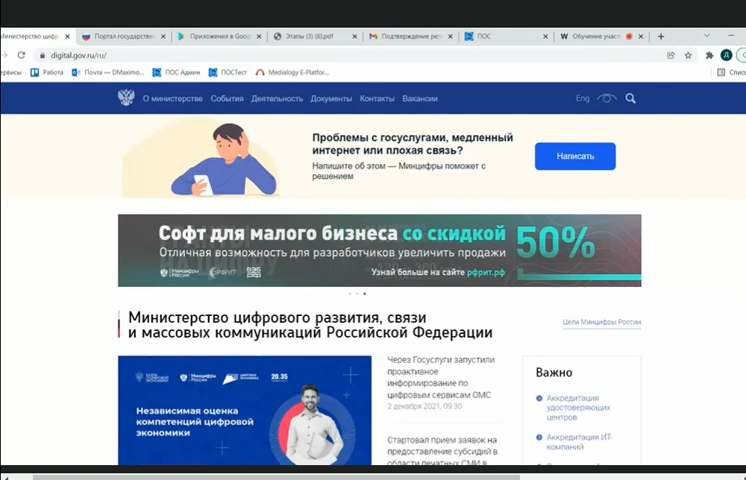 Министерство цифр
Портал государствен
Приложения в Goog
Этапы (3) (6).pdf
Подтверждение рег
ПОС
Обучение участ
digital.gov.ru/ru/
Работа
Почта — DMaximo...
ПОС Админ
ПОСТест
Medialogy E-Platfor...
Списо
О министерстве
События
Деятельность
Документы
Контакты
Вакансии
Eng
Проблемы с госуслугами, медленный
интернет или плохая связь?
Напишите об этом — Минцифры поможет с
решением
Написать
Софт для малого бизнеса со скидкой
Отличная возможность для разработчиков увеличить продажи
50%
Минцифры
России
РФРИТ
Узнай больше на сайте рфрит.рф
Министерство цифрового развития, связи
и массовых коммуникаций Российской Федерации
Цели Минцифры России
Минцифры
России
20.35
Независимая оценка
компетенций цифровой
экономики
Через Госуслуги запустили
проактивное
информирование по
цифровым сервисам ОМС
2 декабря 2021, 09:30
Стартовал прием заявок на
предоставление субсидий в
области печатных СМИ в
Важно
Аккредитация
удостоверяющих
центров
Аккредитация ИТ-
компаний